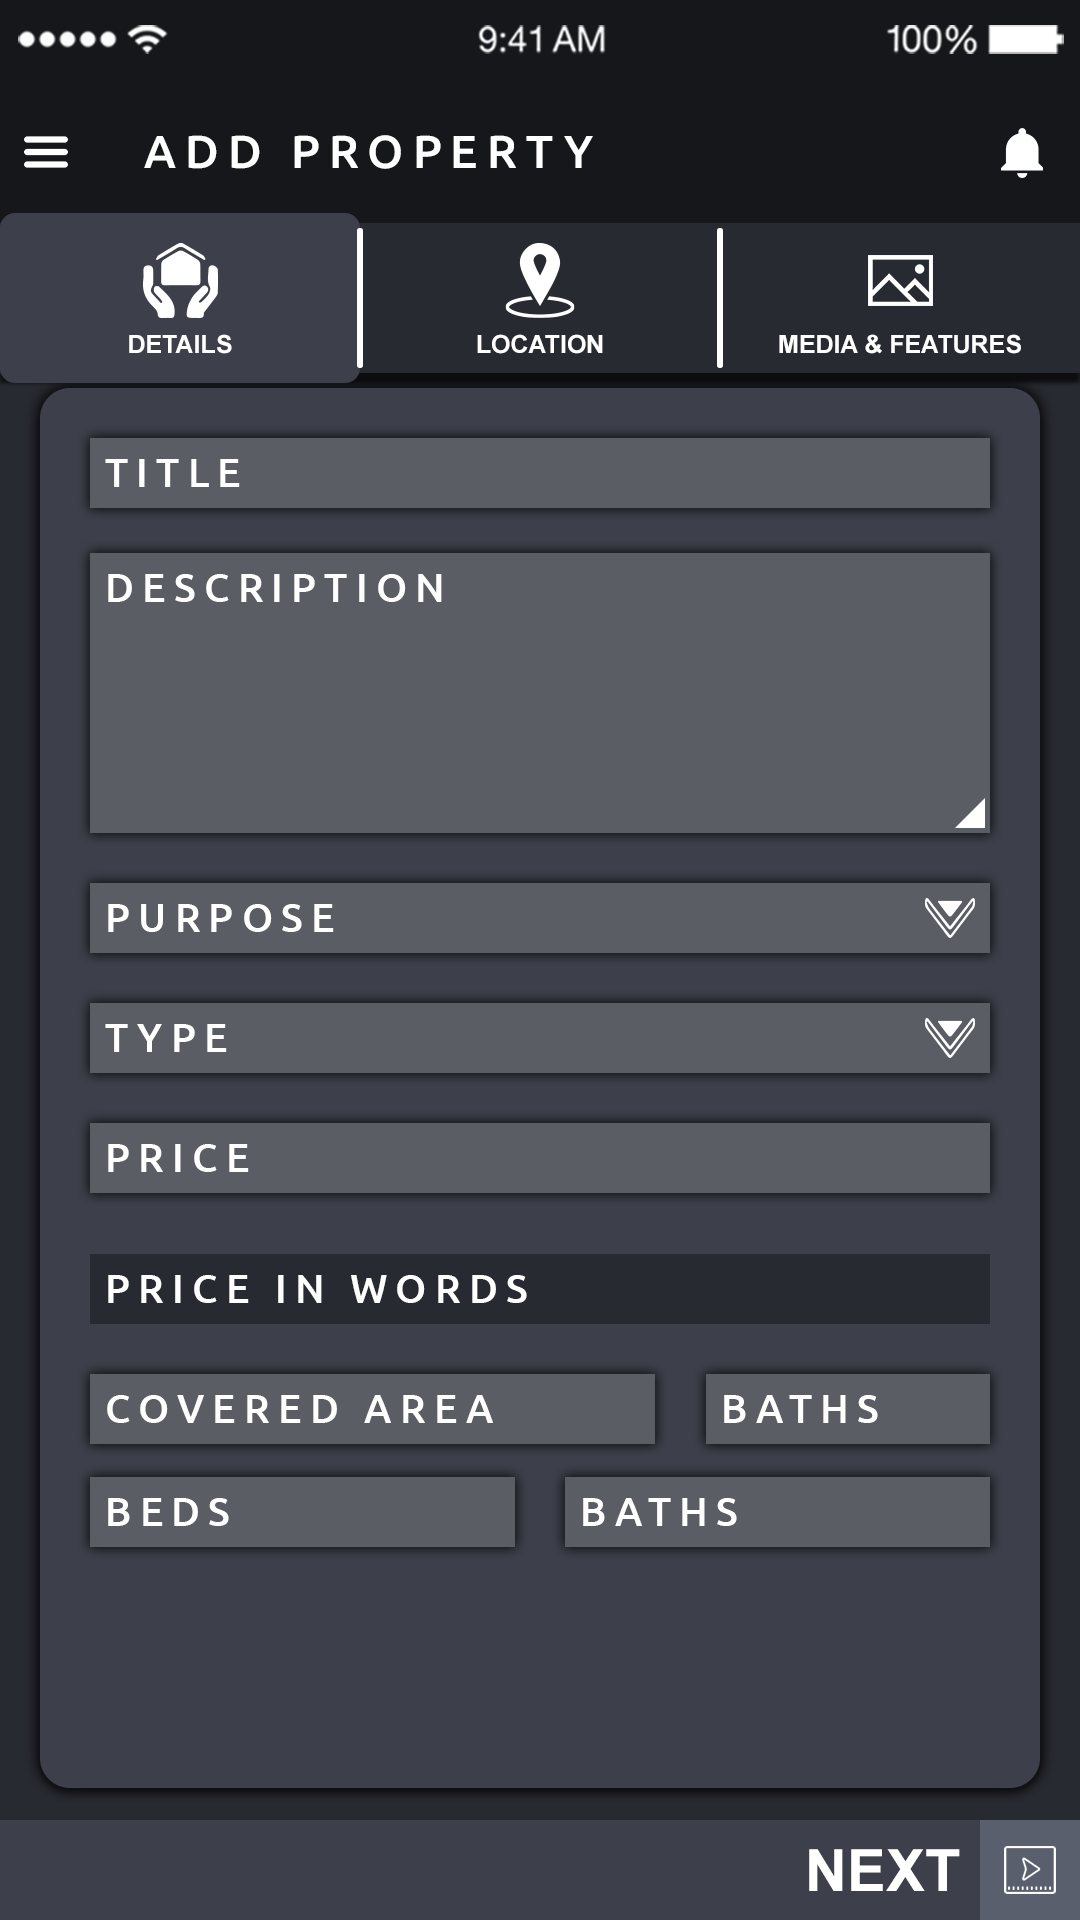 9:41 AM 100%
ADD PROPERTY
DETAILS LOCATION MEDIA & FEATURES
TITLE
DESCRIPTION
PURPOSE
TYPE
PRICE
PRICE IN WORDS
COVERED AREA BATHS
BEDS BATHS
NEXT